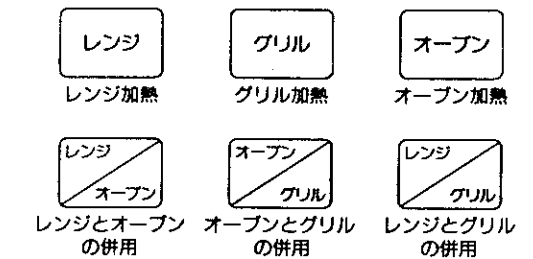 レンジ グリル オーブン
レンジ加熱 グリル加熱 オーブン加熱
レンジ オーブン レンジ
オーブン グリル グリル
レンジとオーブン オーブンとグリル レンジとグリル
の併用 の併用 の併用